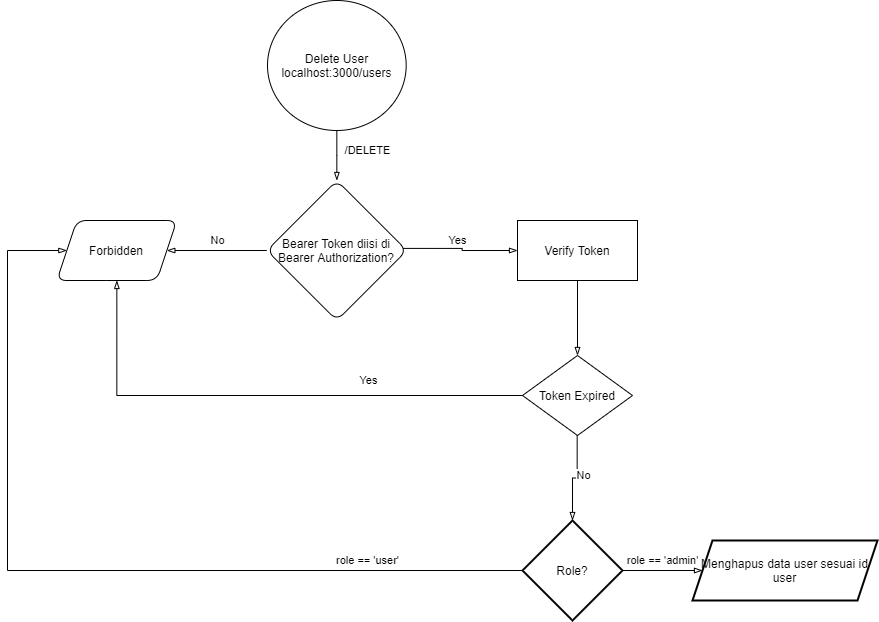 Delete User
localhost:3000/users
/DELETE
Forbidden
No
Bearer Token diisi di
Bearer Authorization?
Yes
Verify Token
Yes
Token Expired
No
role == 'user'
Role?
role == 'admin'
Menghapus data user sesuai id
user